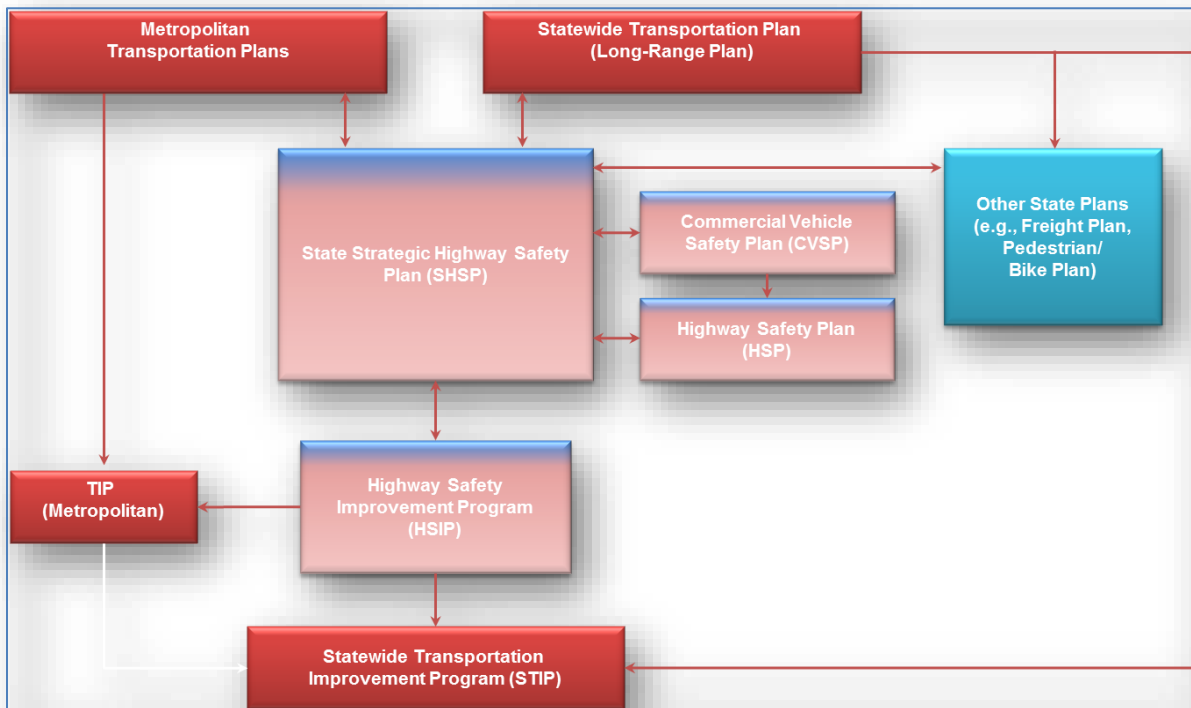 Metropolitan
Transportation Plans
Statewide Transportation Plan
(Long-Range Plan)
State Strategic Highway Safety
Plan (SHSP)
Commercial Vehicle
Safety Plan (CVSP)
Highway Safety Plan
(HSP)
Other State Plans
(e.g., Freight Plan,
Pedestrian/
Bike Plan)
TIP
(Metropolitan)
Highway Safety
Improvement Program
(HSIP)
Statewide Transportation
Improvement Program (STIP)